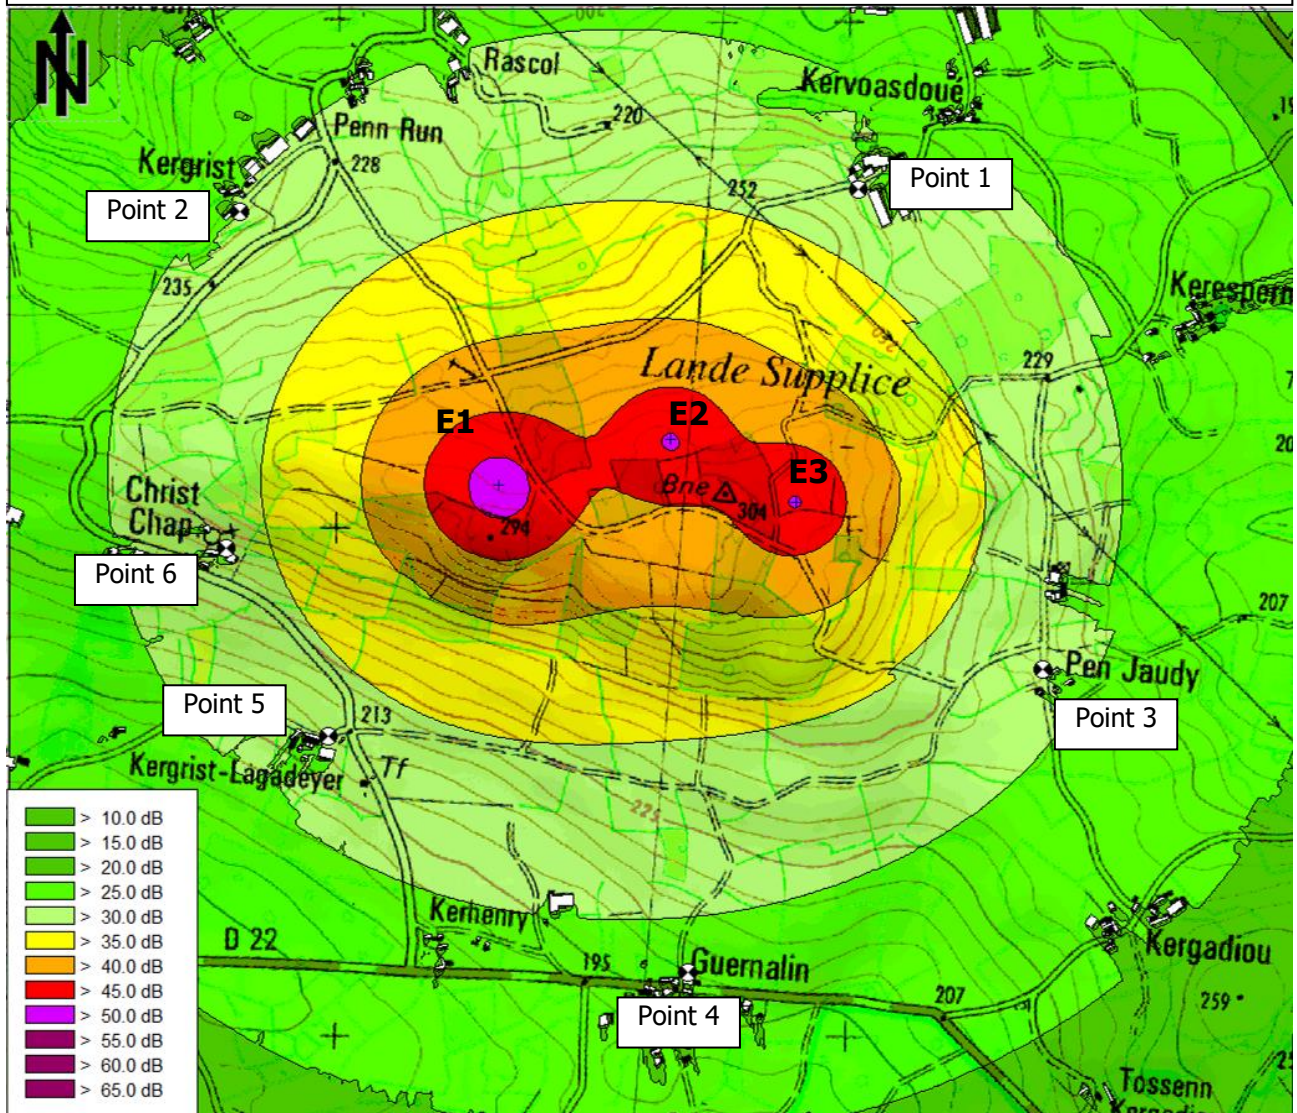 N
200
Rascol
Kervoasdoué
220
Penn Run
Kergrist
228
Point 1
252
Point 2
235
Kerespern
260
229
Lande Supplice
E1
E2
E3
Bne
304
294
Christ
Chap.
Point 6
207
Pen Jaudy
Point 5
213
Point 3
Kergrist-Lagadeyer
Tf
225
> 10.0 dB
> 15.0 dB
> 20.0 dB
> 25.0 dB
> 30.0 dB
> 35.0 dB
> 40.0 dB
> 45.0 dB
> 50.0 dB
> 55.0 dB
> 60.0 dB
> 65.0 dB
Kerhenry
D 22
195
Guernalin
Kergadiou
207
259
Point 4
Tossenn